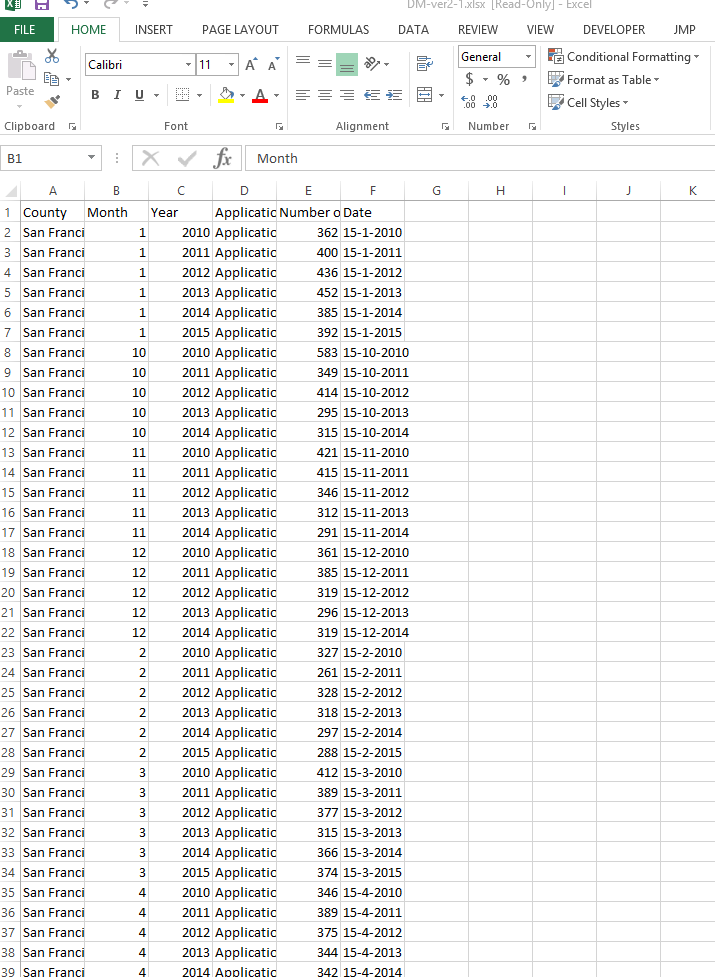 DM-ver2-1.xlsx [Read-Only] - Excel
FILE HOME INSERT PAGE LAYOUT FORMULAS DATA REVIEW VIEW DEVELOPER JMP
Paste Calibri 11 A A General Conditional Formatting
B I U A $ % , Format as Table
.00 .00 Cell Styles
Clipboard Font Alignment Number Styles
B1 fx Month
A B C D E F G H I J K
1 County Month Year Applicatic Number o Date
2 San Franci 1 2010 Applicatic 362 15-1-2010
3 San Franci 1 2011 Applicatic 400 15-1-2011
4 San Franci 1 2012 Applicatic 436 15-1-2012
5 San Franci 1 2013 Applicatic 452 15-1-2013
6 San Franci 1 2014 Applicatic 385 15-1-2014
7 San Franci 1 2015 Applicatic 392 15-1-2015
8 San Franci 10 2010 Applicatic 583 15-10-2010
9 San Franci 10 2011 Applicatic 349 15-10-2011
10 San Franci 10 2012 Applicatic 414 15-10-2012
11 San Franci 10 2013 Applicatic 295 15-10-2013
12 San Franci 10 2014 Applicatic 315 15-10-2014
13 San Franci 11 2010 Applicatic 421 15-11-2010
14 San Franci 11 2011 Applicatic 415 15-11-2011
15 San Franci 11 2012 Applicatic 346 15-11-2012
16 San Franci 11 2013 Applicatic 312 15-11-2013
17 San Franci 11 2014 Applicatic 291 15-11-2014
18 San Franci 12 2010 Applicatic 361 15-12-2010
19 San Franci 12 2011 Applicatic 385 15-12-2011
20 San Franci 12 2012 Applicatic 319 15-12-2012
21 San Franci 12 2013 Applicatic 296 15-12-2013
22 San Franci 12 2014 Applicatic 319 15-12-2014
23 San Franci 2 2010 Applicatic 327 15-2-2010
24 San Franci 2 2011 Applicatic 261 15-2-2011
25 San Franci 2 2012 Applicatic 328 15-2-2012
26 San Franci 2 2013 Applicatic 318 15-2-2013
27 San Franci 2 2014 Applicatic 297 15-2-2014
28 San Franci 2 2015 Applicatic 288 15-2-2015
29 San Franci 3 2010 Applicatic 412 15-3-2010
30 San Franci 3 2011 Applicatic 389 15-3-2011
31 San Franci 3 2012 Applicatic 377 15-3-2012
32 San Franci 3 2013 Applicatic 315 15-3-2013
33 San Franci 3 2014 Applicatic 366 15-3-2014
34 San Franci 3 2015 Applicatic 374 15-3-2015
35 San Franci 4 2010 Applicatic 346 15-4-2010
36 San Franci 4 2011 Applicatic 389 15-4-2011
37 San Franci 4 2012 Applicatic 375 15-4-2012
38 San Franci 4 2013 Applicatic 344 15-4-2013
39 San Franci 4 2014 Applicatic 342 15-4-2014